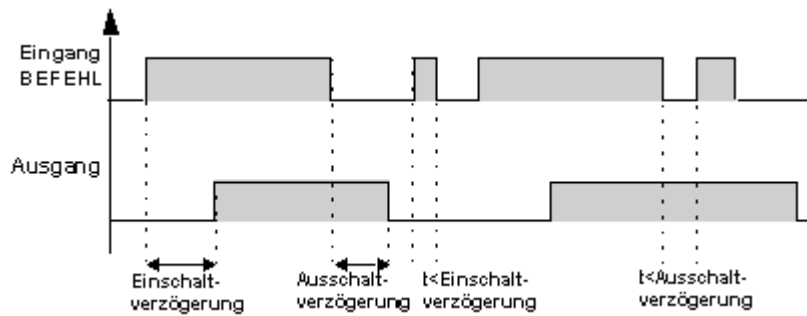 Eingang
BEFEHL
Ausgang
Einschalt-
verzögerung
Ausschalt-
verzögerung
t<Einschalt-
verzögerung
t<Ausschalt-
verzögerung